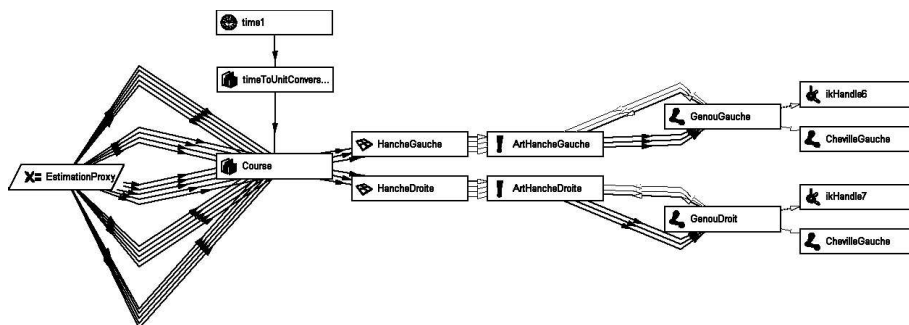 time1
timeToUnitConvers...
ikHandle6
GenouGauche
HancheGauche
ArtHancheGauche
ChevilleGauche
Course
EstimationProxy
HancheDroite
ArtHancheDroite
ikHandle7
GenouDroit
ChevilleGauche